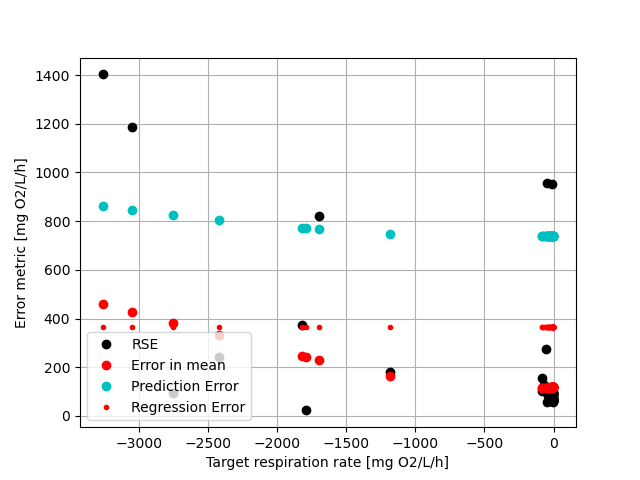 1400
1200
1000
800
600
400
200
0
Error metric [mg O2/L/h]
RSE
Error in mean
Prediction Error
Regression Error
−3000 −2500 −2000 −1500 −1000 −500 0
Target respiration rate [mg O2/L/h]